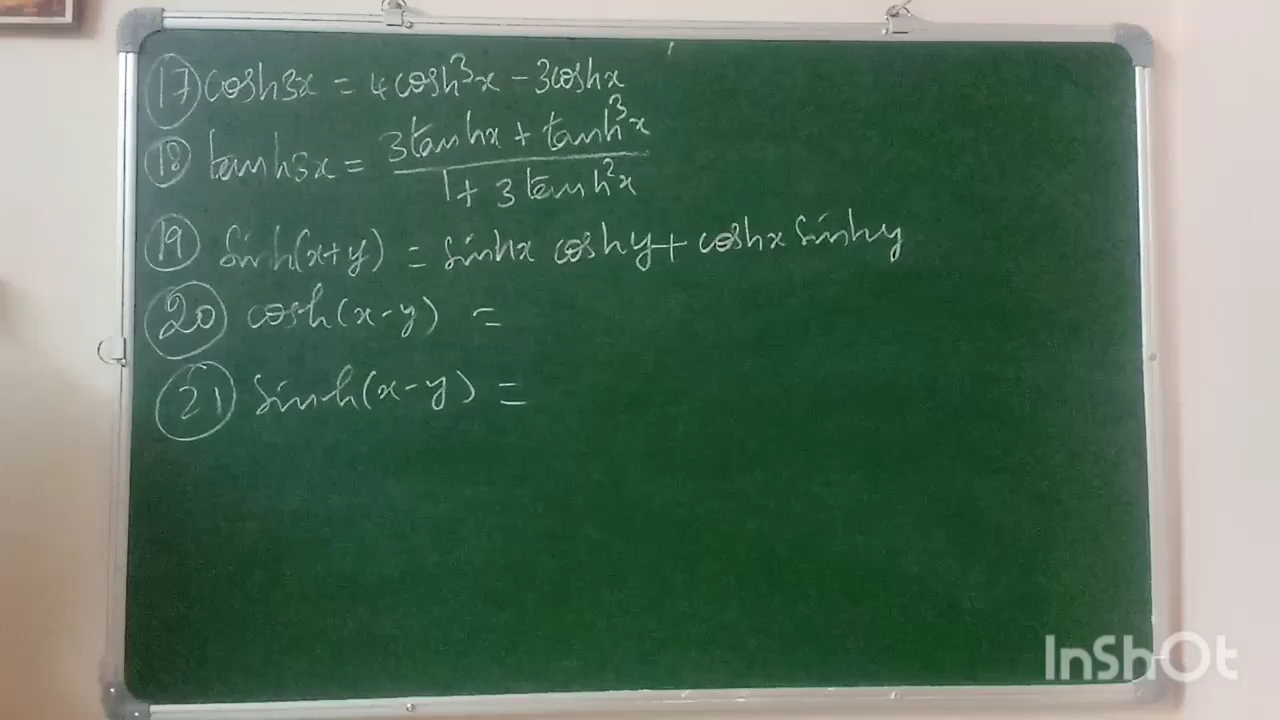 17) cosh3x = 4cosh³x - 3coshx
18 tanh3x = 3tanhx + tanh³x / 1 + 3tanh²x
19 sinh(x+y) = sinhx coshy + coshx sinhy
20 cosh(x-y) =
21 sinh(x-y) =
InShOt